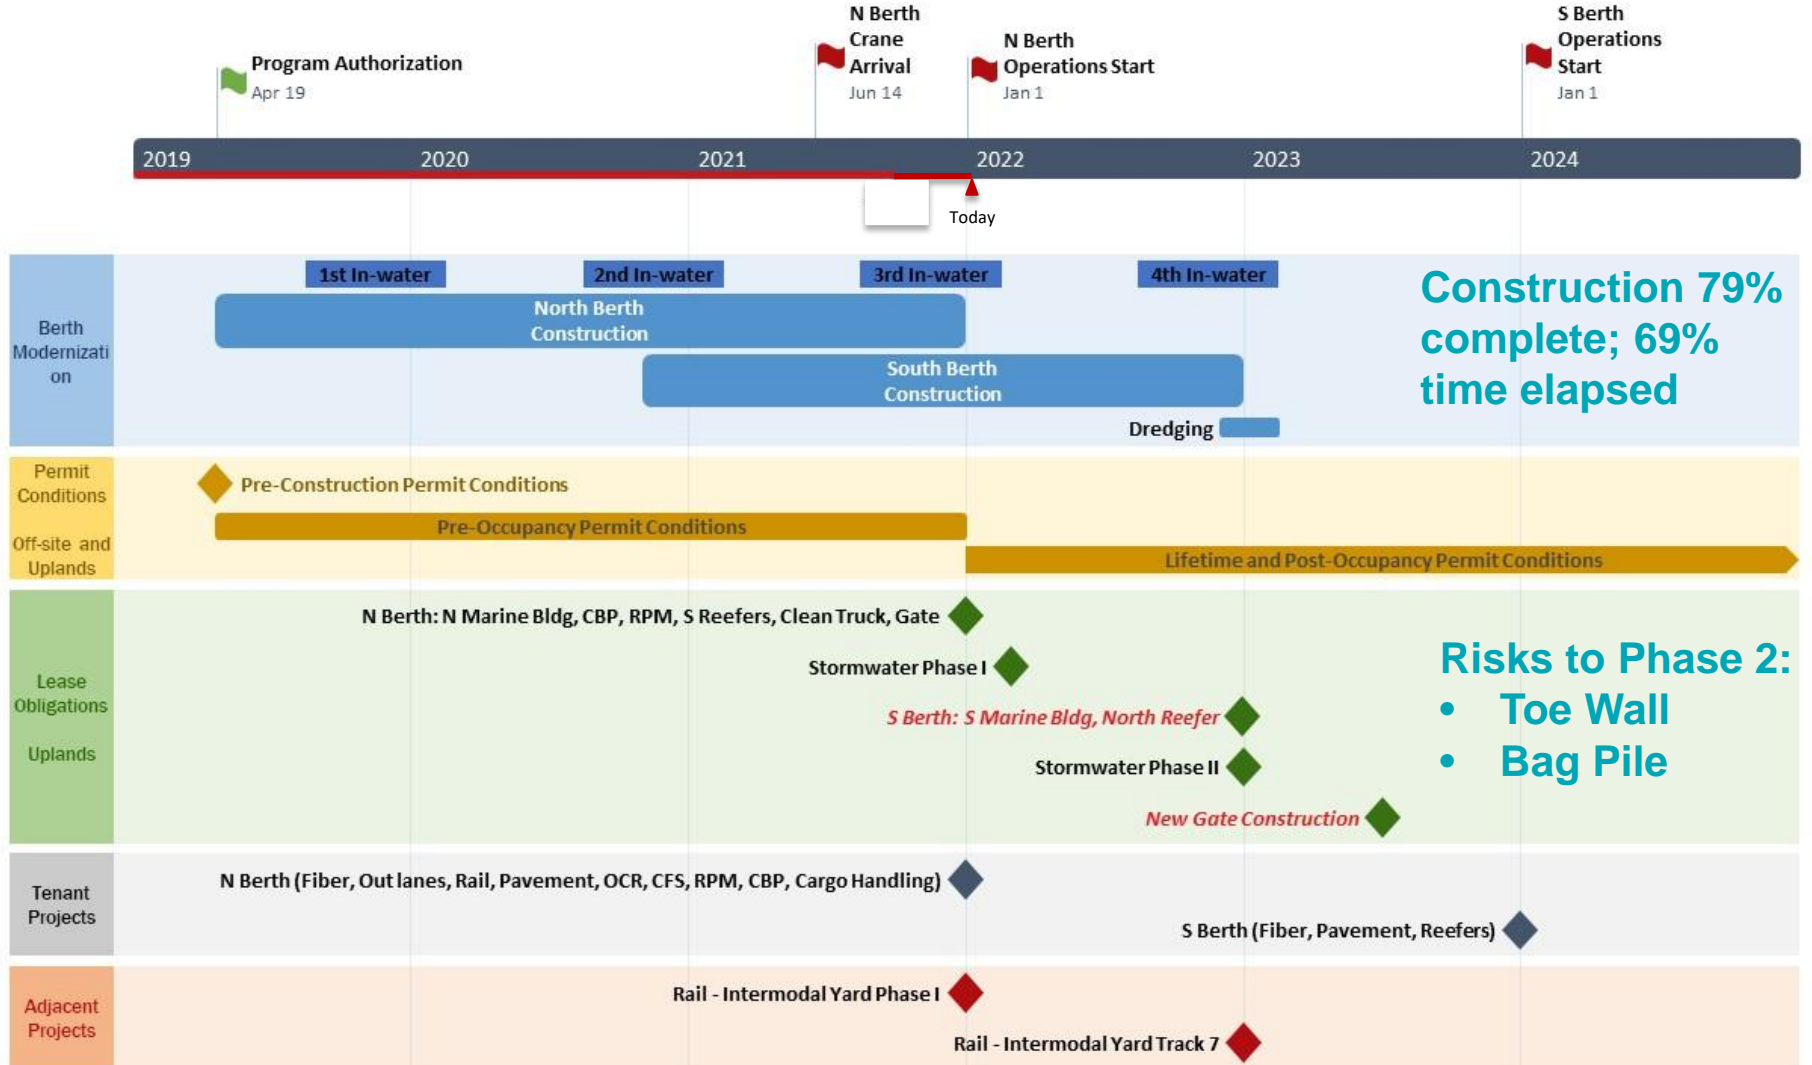 N Berth
Crane
Arrival
Jun 14
S Berth
Operations
Start
Jan 1
N Berth
Operations Start
Jan 1
Program Authorization
Apr 19
2019 2020 2021 2022 2023 2024
Today
Berth
Modernizati
on
1st In-water 2nd In-water 3rd In-water 4th In-water
North Berth
Construction
South Berth
Construction
Dredging
Construction 79%
complete; 69%
time elapsed
Permit
Conditions
Off-site and
Uplands
Pre-Construction Permit Conditions
Pre-Occupancy Permit Conditions
Lifetime and Post-Occupancy Permit Conditions
Lease
Obligations
Uplands
N Berth: N Marine Bldg, CBP, RPM, S Reefers, Clean Truck, Gate
Stormwater Phase I
S Berth: S Marine Bldg, North Reefer
Stormwater Phase II
New Gate Construction
Risks to Phase 2:
• Toe Wall
• Bag Pile
Tenant
Projects
N Berth (Fiber, Out lanes, Rail, Pavement, OCR, CFS, RPM, CBP, Cargo Handling)
S Berth (Fiber, Pavement, Reefers)
Adjacent
Projects
Rail - Intermodal Yard Phase I
Rail - Intermodal Yard Track 7